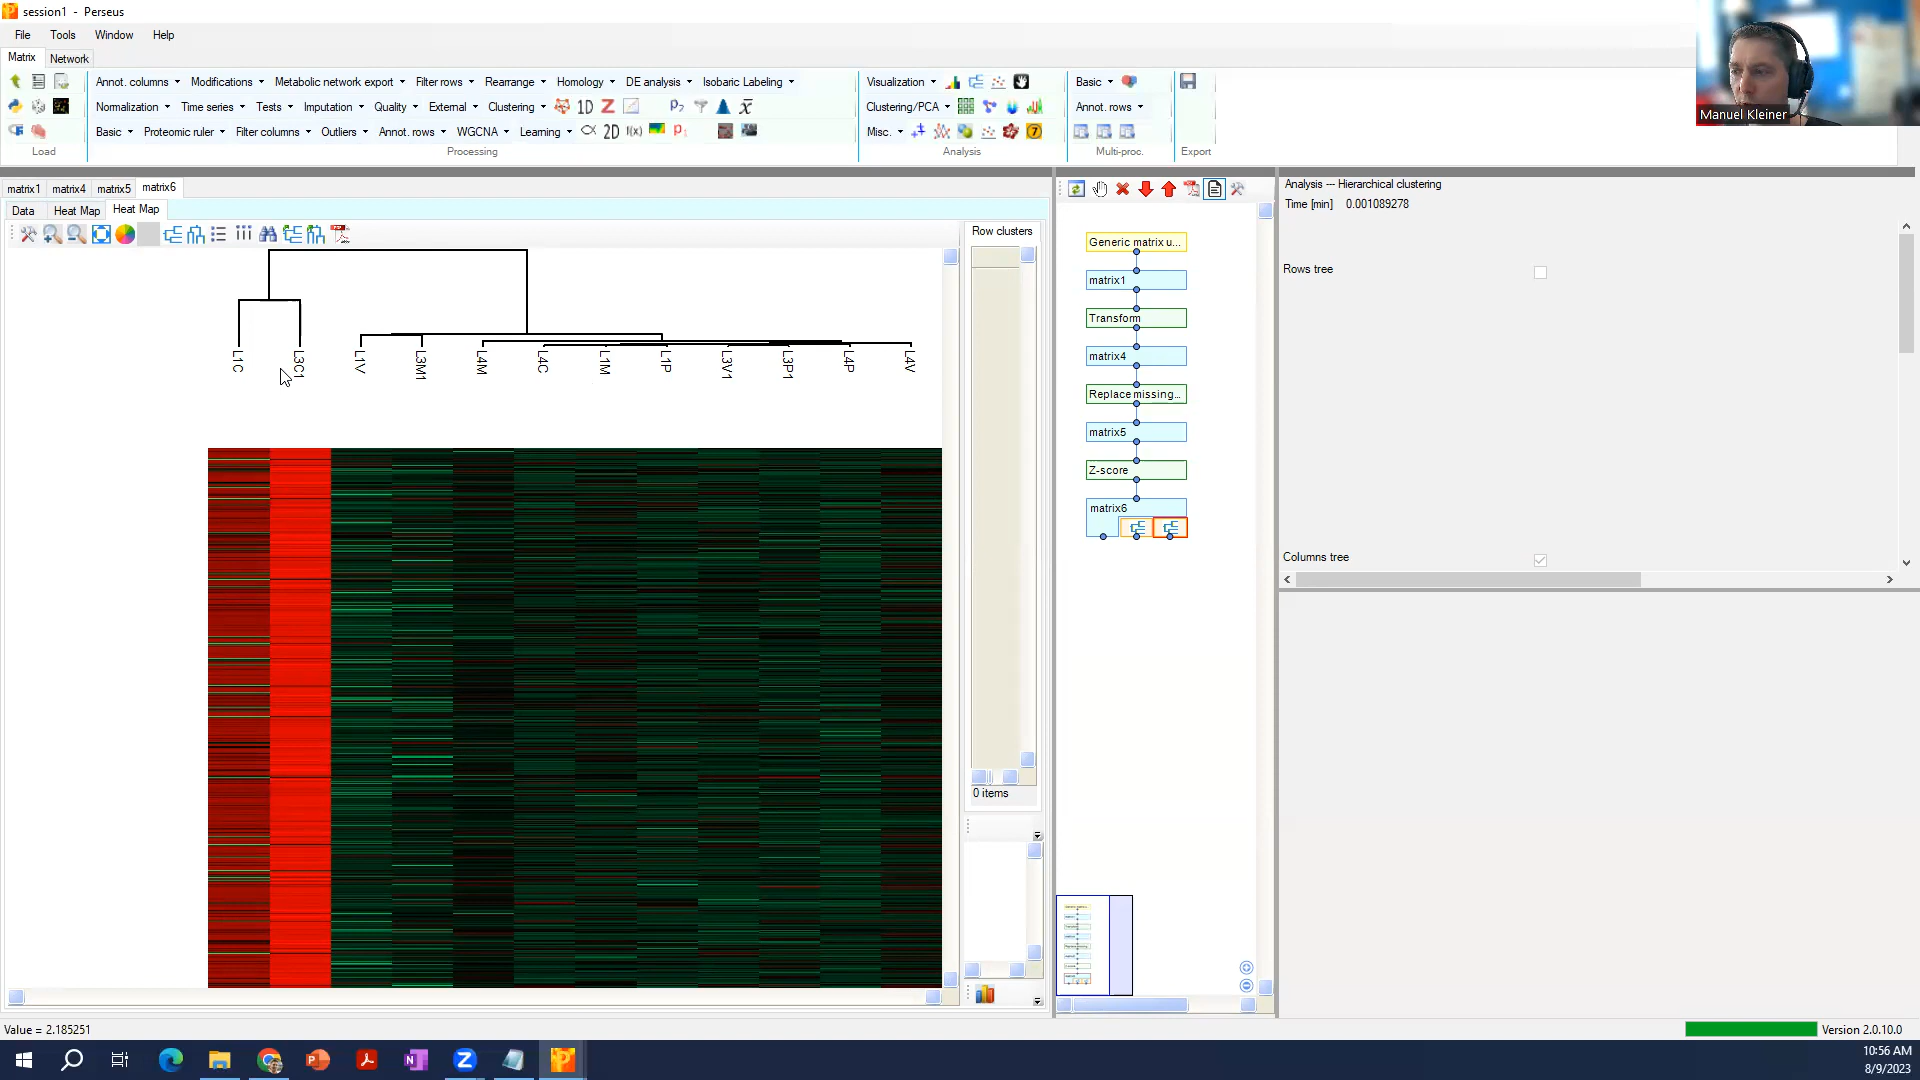 session1 - Perseus
File Tools Window Help
Matrix Network
Annot. columns Modifications Metabolic network export Filter rows Rearrange Homology DE analysis Isobaric Labeling
Normalization Time series Tests Imputation Quality External Clustering 1D Z p₂ x̄
Basic Proteomic ruler Filter columns Outliers Annot. rows WGCNA Learning 2D f(x) p₁
Visualization
Clustering/PCA
Misc. 7
Basic
Annot. rows
Load Processing Analysis Multi-proc. Export
Manuel Kleiner
matrix1 matrix4 matrix5 matrix6
Data Heat Map Heat Map
Row clusters
L1C L3C1 L1V L3M1 L4M L4C L1M L1P L3V1 L3P1 L4P L4V
0 items
Generic matrix u...
matrix1
Transform
matrix4
Replace missing...
matrix5
Z-score
matrix6
Analysis --- Hierarchical clustering
Time [min] 0.001089278
Rows tree
Columns tree
Value = 2.185251
Version 2.0.10.0
10:56 AM
8/9/2023